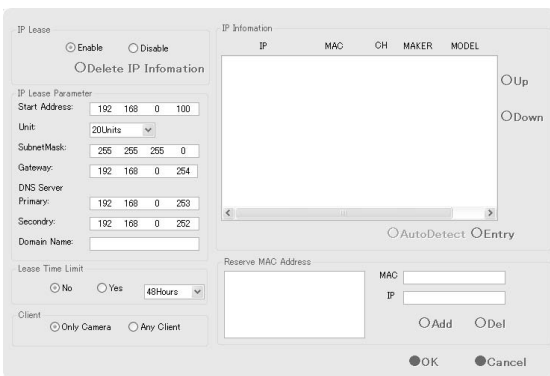 IP Lease
Enable Disable
Delete IP Infomation
IP Lease Parameter
Start Address: 192 168 0 100
Unit: 20Units
SubnetMask: 255 255 255 0
Gateway: 192 168 0 254
DNS Server
Primary: 192 168 0 253
Secondry: 192 168 0 252
Domain Name:
Lease Time Limit
No Yes 48Hours
Client
Only Camera Any Client
IP Infomation
IP MAC CH MAKER MODEL
Up
Down
AutoDetect Entry
Reserve MAC Address
MAC
IP
Add Del
OK Cancel